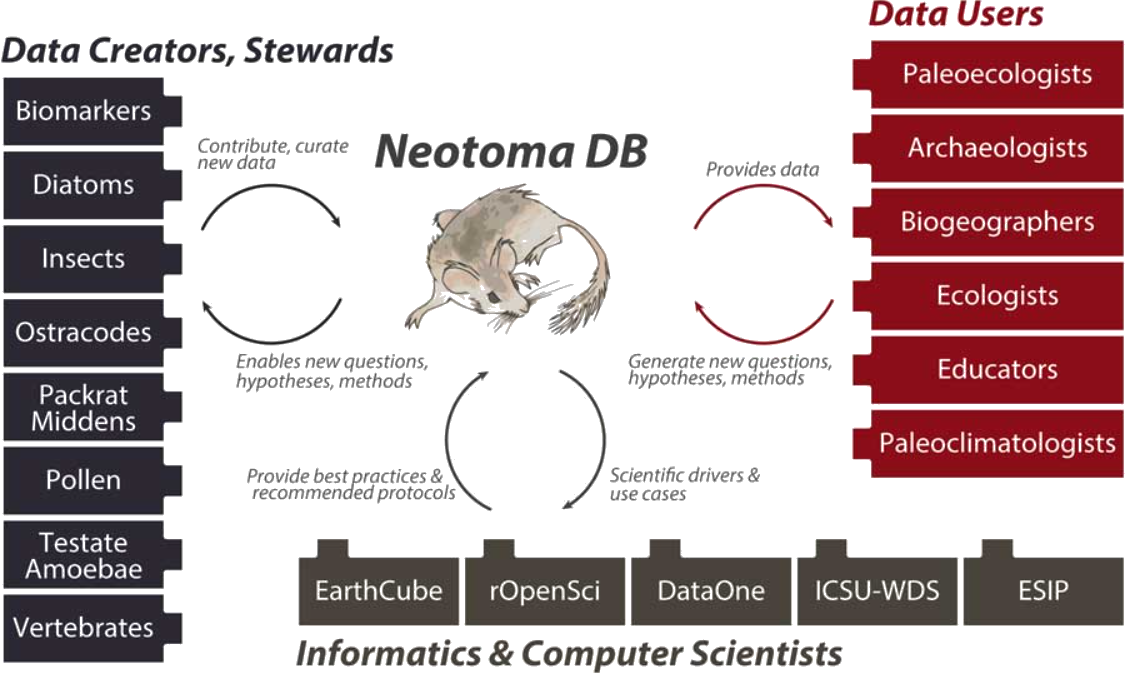 Data Creators, Stewards
Biomarkers
Diatoms
Insects
Ostracodes
Packrat
Middens
Pollen
Testate
Amoebae
Vertebrates
Contribute, curate
new data
Enables new questions,
hypotheses, methods
Neotoma DB
Provides data
Generate new questions,
hypotheses, methods
Provide best practices &
recommended protocols
Scientific drivers &
use cases
Data Users
Paleoecologists
Archaeologists
Biogeographers
Ecologists
Educators
Paleoclimatologists
EarthCube
rOpenSci
DataOne
ICSU-WDS
ESIP
Informatics & Computer Scientists